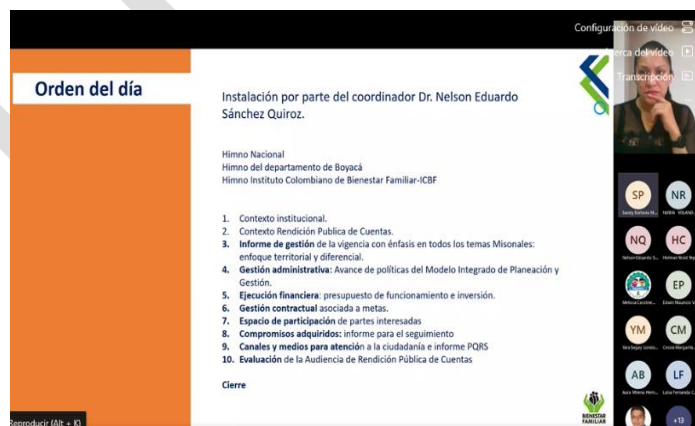 Configuración de vídeo
Acerca del vídeo
Transcripción
Orden del día
Instalación por parte del coordinador Dr. Nelson Eduardo
Sánchez Quiroz.
Himno Nacional
Himno del departamento de Boyacá
Himno Instituto Colombiano de Bienestar Familiar-ICBF
1. Contexto institucional.
2. Contexto Rendición Publica de Cuentas.
3. Informe de gestión de la vigencia con énfasis en todos los temas Misonales:
enfoque territorial y diferencial.
4. Gestión administrativa: Avance de políticas del Modelo Integrado de Planeación y
Gestión.
5. Ejecución financiera: presupuesto de funcionamiento e inversión.
6. Gestión contractual asociada a metas.
7. Espacio de participación de partes interesadas
8. Compromisos adquiridos: informe para el seguimiento
9. Canales y medios para atención a la ciudadanía e informe PQRS
10. Evaluación de la Audiencia de Rendición Pública de Cuentas
Cierre
BIENESTAR
FAMILIAR
Reproducir (Alt + K)
SP NR
NQ HC
EP
YM CM
AB LF
+13